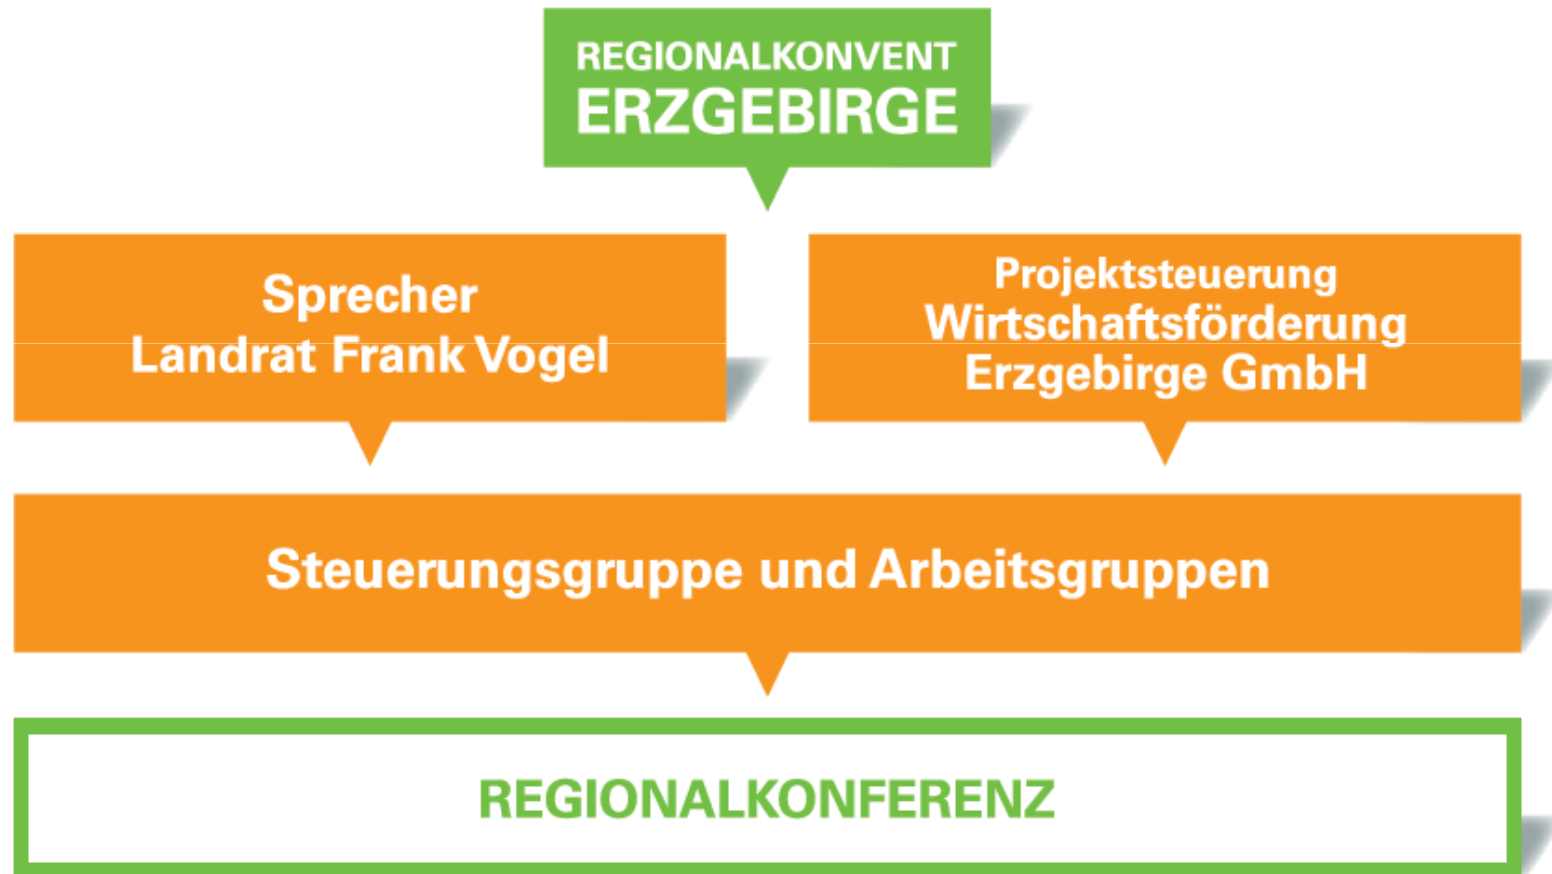 REGIONALKONVENT
ERZGEBIRGE
Sprecher
Landrat Frank Vogel
Projektsteuerung
Wirtschaftsförderung
Erzgebirge GmbH
Steuerungsgruppe und Arbeitsgruppen
REGIONALKONFERENZ